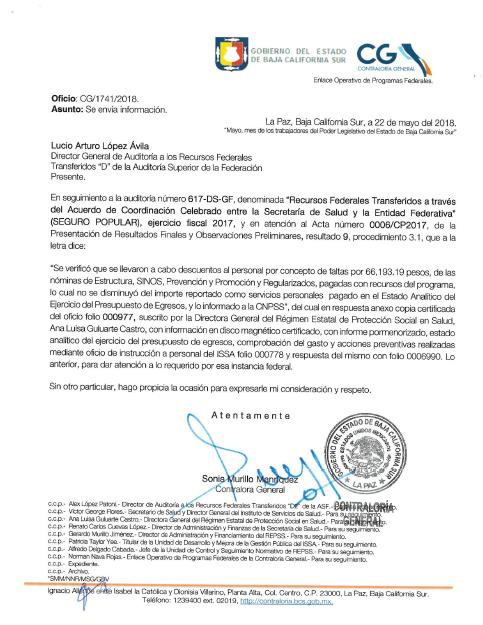 GOBIERNO DEL ESTADO
DE BAJA CALIFORNIA SUR
CG
CONTRALORÍA GENERAL
Enlace Operativo de Programas Federales.
Oficio: CG/1741/2018.
Asunto: Se envía información.
La Paz, Baja California Sur, a 22 de mayo del 2018.
"Mayo, mes de los trabajadores del Poder Legislativo del Estado de Baja California Sur"
Lucio Arturo López Ávila
Director General de Auditoría a los Recursos Federales
Transferidos "D" de la Auditoría Superior de la Federación
Presente.
En seguimiento a la auditoría número 617-DS-GF, denominada "Recursos Federales Transferidos a través
del Acuerdo de Coordinación Celebrado entre la Secretaría de Salud y la Entidad Federativa"
(SEGURO POPULAR), ejercicio fiscal 2017, y en atención al Acta número 0006/CP2017, de la
Presentación de Resultados Finales y Observaciones Preliminares, resultado 9, procedimiento 3.1, que a
la letra dice:
"Se verificó que se llevaron a cabo descuentos al personal por concepto de faltas por 66,193.19 pesos, de las
nóminas de Estructura, SINOS, Prevención y Promoción y Regularizados, pagadas con recursos del programa,
lo cual no se disminuyó del importe reportado como servicios personales pagado en el Estado Analítico del
Ejercicio del Presupuesto de Egresos, y lo informado a la CNPSS", del cual en respuesta anexo copia certificada
del oficio folio 000977, suscrito por la Directora General del Régimen Estatal de Protección Social en Salud,
Ana Luisa Guluarte Castro, con información en disco magnético certificado, con informe pormenorizado, estado
analítico del ejercicio del presupuesto de egresos, comprobación del gasto y acciones preventivas realizadas
mediante oficio de instrucción a personal del ISSA folio 000778 y respuesta del mismo con folio 0006990. Lo
anterior, para dar atención a lo requerido por esa instancia federal.
Sin otro particular, hago propicia la ocasión para expresarle mi consideración y respeto.
Atentamente
Sonia Murillo Manríquez
Contralora General
GOBIERNO DEL ESTADO DE BAJA CALIFORNIA SUR
ESTADOS UNIDOS MEXICANOS
LA PAZ
CONTRALORÍA
GENERAL
c.c.p.- Alex López Patoni.- Director de Auditoría a los Recursos Federales Transferidos "D" de la ASF.-
c.c.p.- Víctor George Flores.- Secretario de Salud y Director General del Instituto de Servicios de Salud.- Para su seguimiento.
c.c.p.- Ana Luisa Guluarte Castro.- Directora General del Régimen Estatal de Protección Social en Salud.- Para su seguimiento.
c.c.p.- Renato Carlos Cuevas López.- Director de Administración y Finanzas de la Secretaría de Salud.- Para su seguimiento.
c.c.p.- Gerardo Murillo Jiménez.- Director de Administración y Financiamiento del REPSS.- Para su seguimiento.
c.c.p.- Patricia Taylor Yee.- Titular de la Unidad de Desarrollo y Mejora de la Gestión Pública del ISSA.- Para su seguimiento.
c.c.p.- Alfredo Delgado Cabada.- Jefe de la Unidad de Control y Seguimiento Normativo de REPSS.- Para su seguimiento.
c.c.p.- Norman Nava Rojas.- Enlace Operativo de Programas Federales de la Contraloría General.- Para su seguimiento.
c.c.p.- Expediente.
c.c.p.- Archivo.
*SMM/NNR/MSG/GBV
Ignacio Allende entre Isabel la Católica y Dionisia Villarino, Planta Alta, Col. Centro, C.P. 23000, La Paz, Baja California Sur.
Teléfono: 1239400 ext. 02019, http://contraloria.bcs.gob.mx.